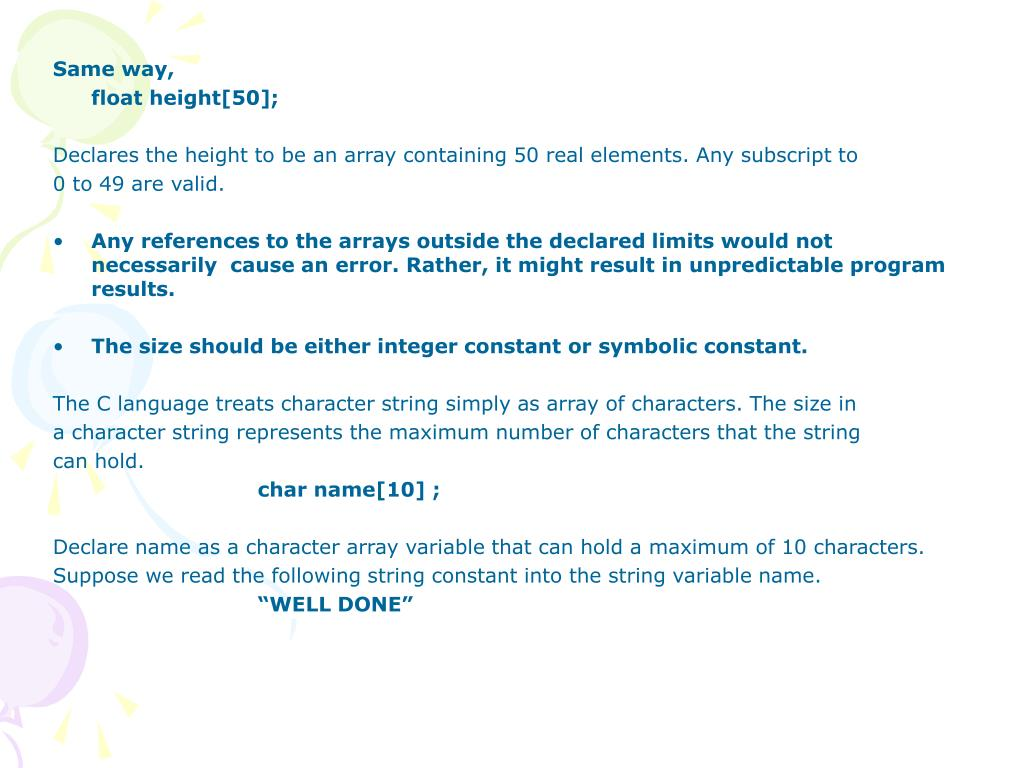 Same way,
float height[50];
Declares the height to be an array containing 50 real elements. Any subscript to
0 to 49 are valid.
• Any references to the arrays outside the declared limits would not
necessarily  cause an error. Rather, it might result in unpredictable program
results.
• The size should be either integer constant or symbolic constant.
The C language treats character string simply as array of characters. The size in
a character string represents the maximum number of characters that the string
can hold.
char name[10] ;
Declare name as a character array variable that can hold a maximum of 10 characters.
Suppose we read the following string constant into the string variable name.
“WELL DONE”